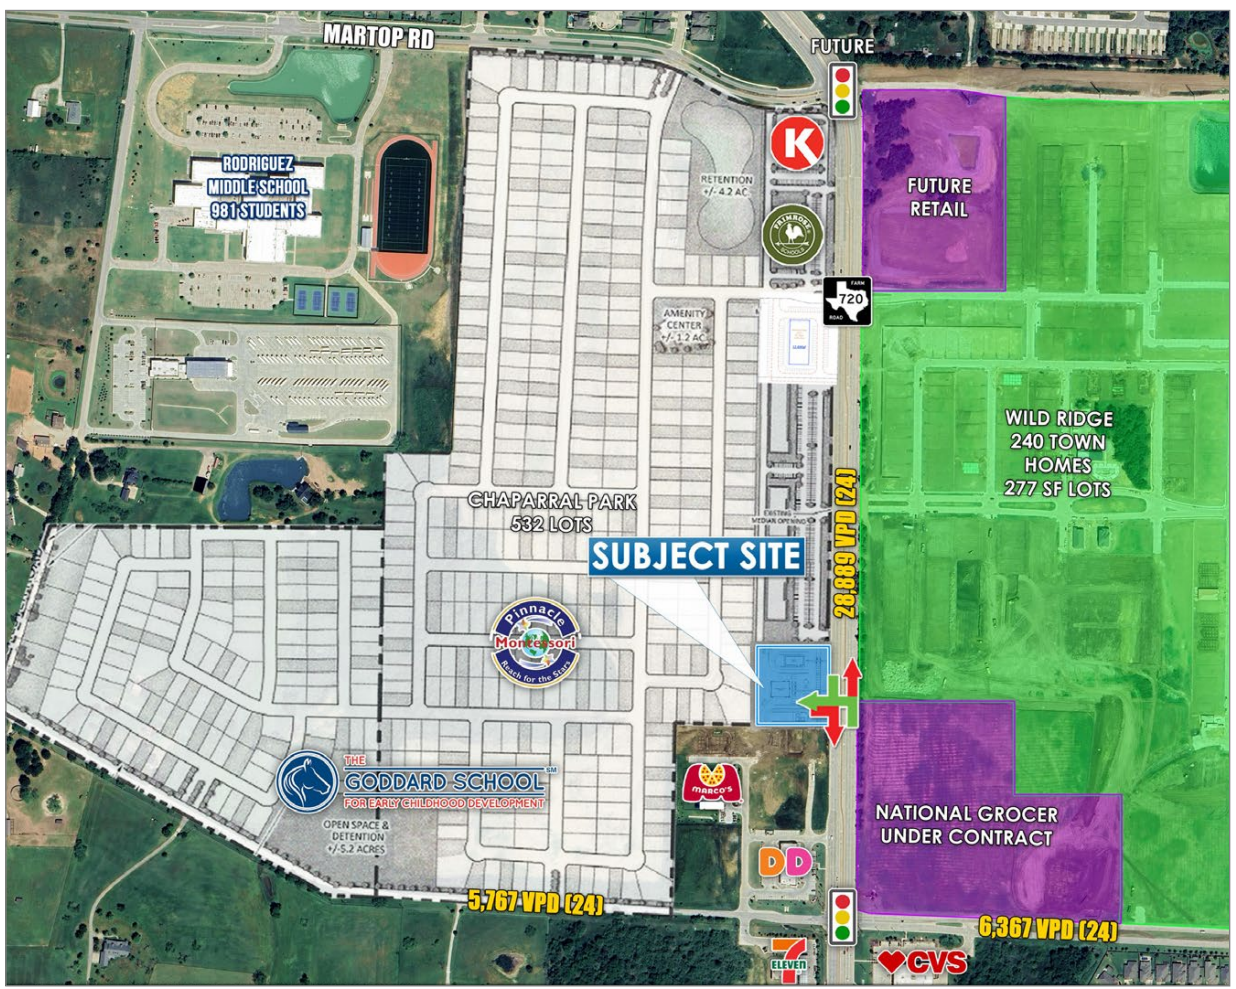 MARTOP RD
FUTURE
RODRIGUEZ
MIDDLE SCHOOL
981 STUDENTS
RETENTION
+/- 4.2 AC
K
PRIMROSE
SCHOOLS
FUTURE
RETAIL
FARM
720
ROAD
AMENITY
CENTER
+/- 1.2 AC
WILD RIDGE
240 TOWN
HOMES
277 SF LOTS
CHAPARRAL PARK
532 LOTS
EXISTING
MEDIAN OPENING
28,889 VPD (24)
SUBJECT SITE
Pinnacle
Montessori
Reach for the Stars
THE
GODDARD SCHOOL
SM
FOR EARLY CHILDHOOD DEVELOPMENT
MARCO'S
OPEN SPACE &
DETENTION
+/-5.2 ACRES
NATIONAL GROCER
UNDER CONTRACT
DD
5,767 VPD (24)
6,367 VPD (24)
7
ELEVEN
CVS